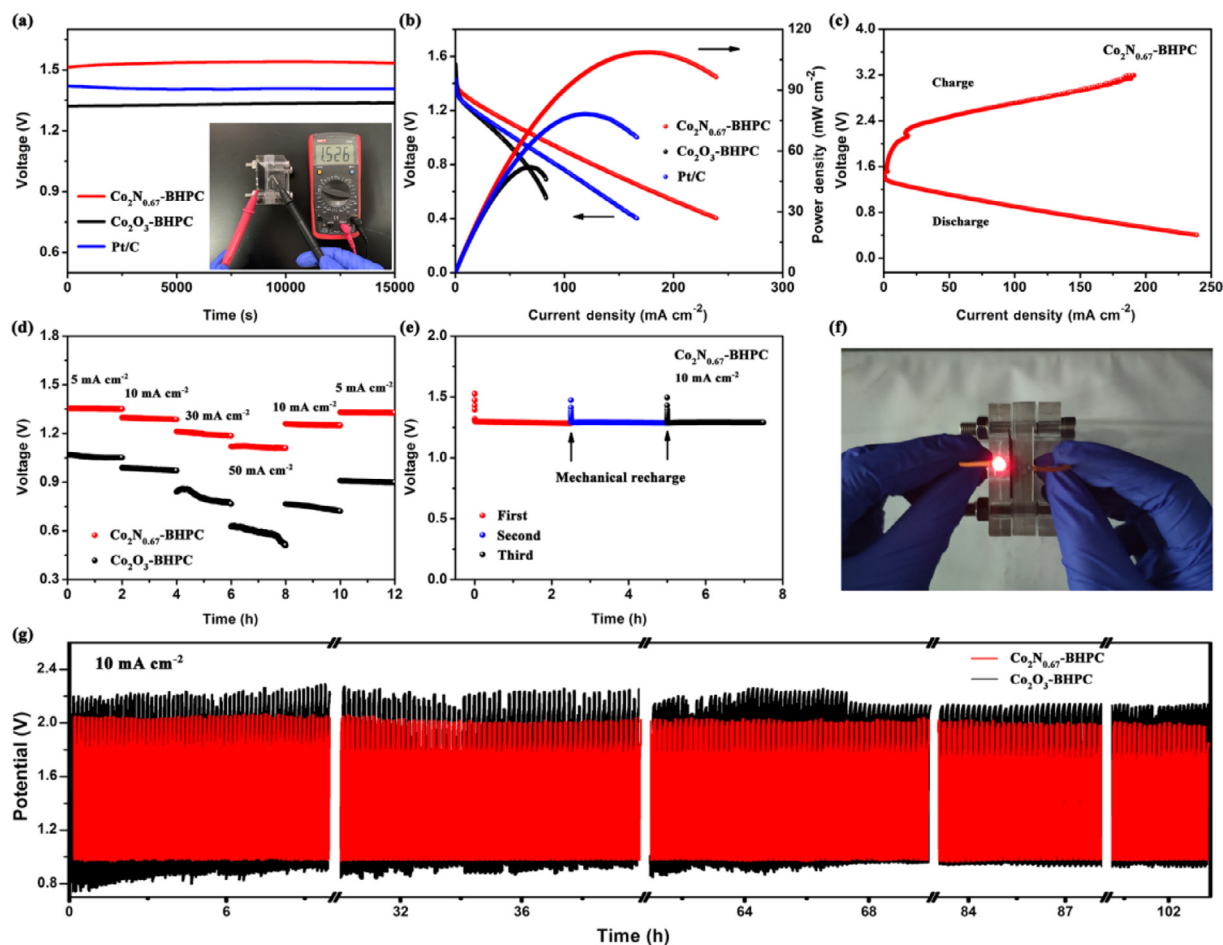 (a)
Voltage (V)
1.5
1.3
0.9
0.5
0
5000
10000
15000
Time (s)
Co₂N₀.₆₇-BHPC
Co₂O₃-BHPC
Pt/C
1.526
(b)
Voltage (V)
1.6
1.2
0.8
0.4
0.0
0
100
200
300
Current density (mA cm⁻²)
120
90
60
30
0
Power density (mW cm⁻²)
Co₂N₀.₆₇-BHPC
Co₂O₃-BHPC
Pt/C
(c)
Voltage (V)
4.0
3.2
2.4
1.6
0.8
0.0
0
50
100
150
200
250
Current density (mA cm⁻²)
Co₂N₀.₆₇-BHPC
Charge
Discharge
(d)
Voltage (V)
1.8
1.5
1.2
0.9
0.6
0.3
0
2
4
6
8
10
12
Time (h)
5 mA cm⁻²
10 mA cm⁻²
30 mA cm⁻²
50 mA cm⁻²
10 mA cm⁻²
5 mA cm⁻²
Co₂N₀.₆₇-BHPC
Co₂O₃-BHPC
(e)
Voltage (V)
2.0
1.5
1.0
0.5
0.0
0
2
4
6
8
Time (h)
Co₂N₀.₆₇-BHPC
10 mA cm⁻²
Mechanical recharge
First
Second
Third
(f)
(g)
10 mA cm⁻²
Co₂N₀.₆₇-BHPC
Co₂O₃-BHPC
Potential (V)
2.4
2.0
1.6
1.2
0.8
0
6
32
36
64
68
84
87
102
Time (h)